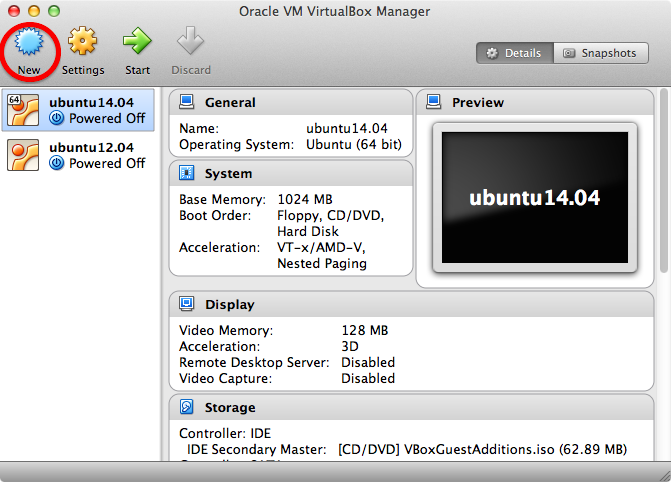 Oracle VM VirtualBox Manager
New Settings Start Discard
Details Snapshots
64
ubuntu14.04
Powered Off
ubuntu12.04
Powered Off
General
Name: ubuntu14.04
Operating System: Ubuntu (64 bit)
System
Base Memory: 1024 MB
Boot Order: Floppy, CD/DVD,
Hard Disk
Acceleration: VT-x/AMD-V,
Nested Paging
Preview
ubuntu14.04
Display
Video Memory: 128 MB
Acceleration: 3D
Remote Desktop Server: Disabled
Video Capture: Disabled
Storage
Controller: IDE
IDE Secondary Master: [CD/DVD] VBoxGuestAdditions.iso (62.89 MB)